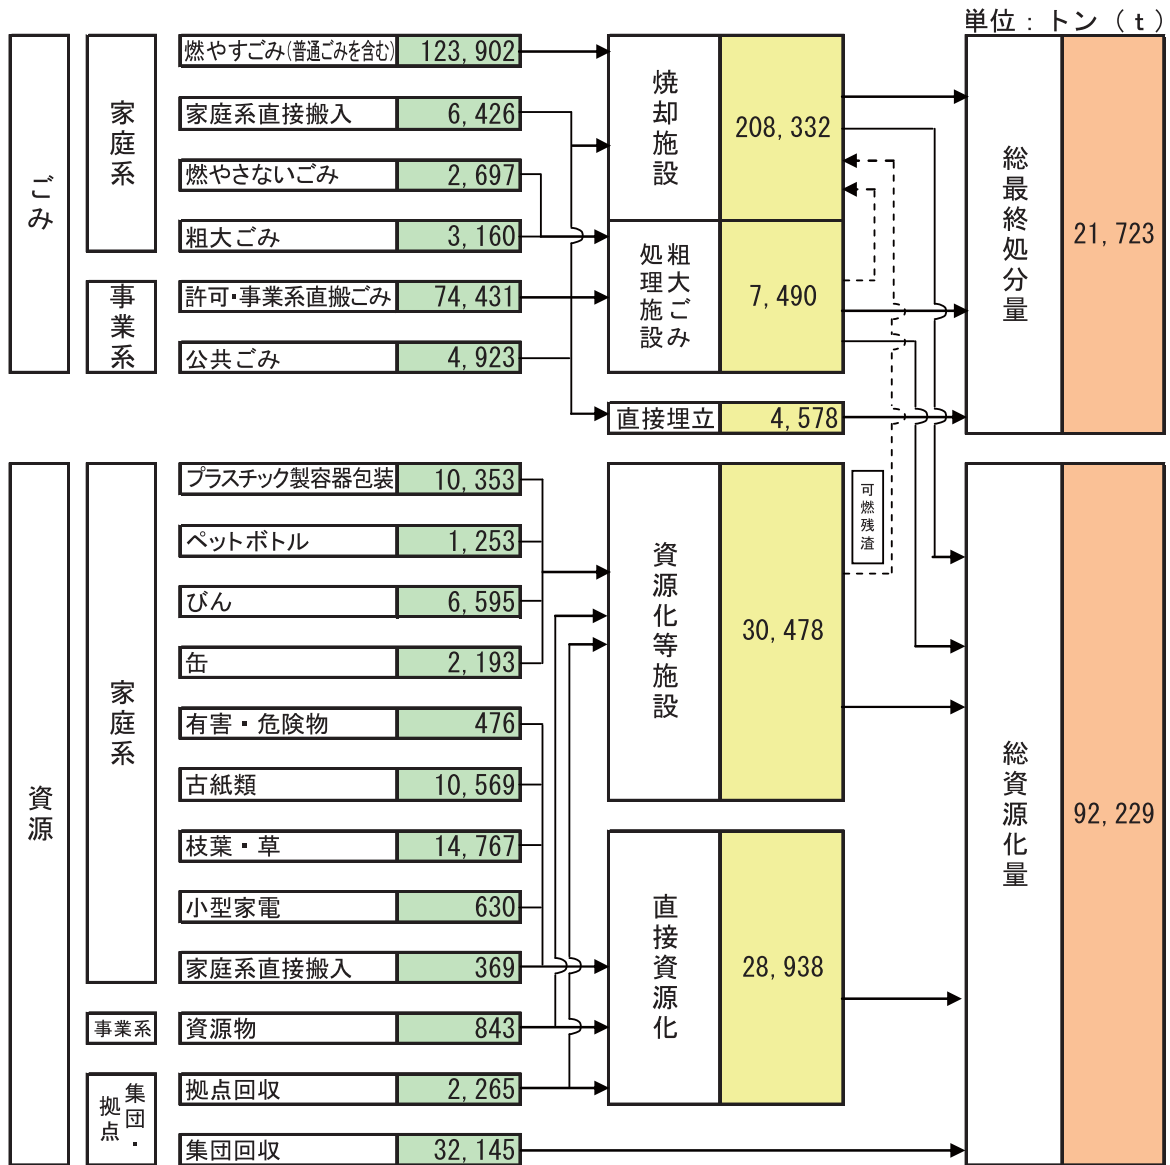 単位：トン（t）
ごみ
家庭系
燃やすごみ(普通ごみを含む) 123,902
家庭系直接搬入 6,426
燃やさないごみ 2,697
粗大ごみ 3,160
事業系
許可・事業系直搬ごみ 74,431
公共ごみ 4,923
焼却施設 208,332
粗大ごみ
処理施設
7,490
直接埋立 4,578
総最終処分量 21,723
資源
家庭系
プラスチック製容器包装 10,353
ペットボトル 1,253
びん 6,595
缶 2,193
有害・危険物 476
古紙類 10,569
枝葉・草 14,767
小型家電 630
家庭系直接搬入 369
事業系
資源物 843
集団・
拠点
拠点回収 2,265
集団回収 32,145
資源化等施設 30,478
可燃残渣
直接資源化 28,938
総資源化量 92,229